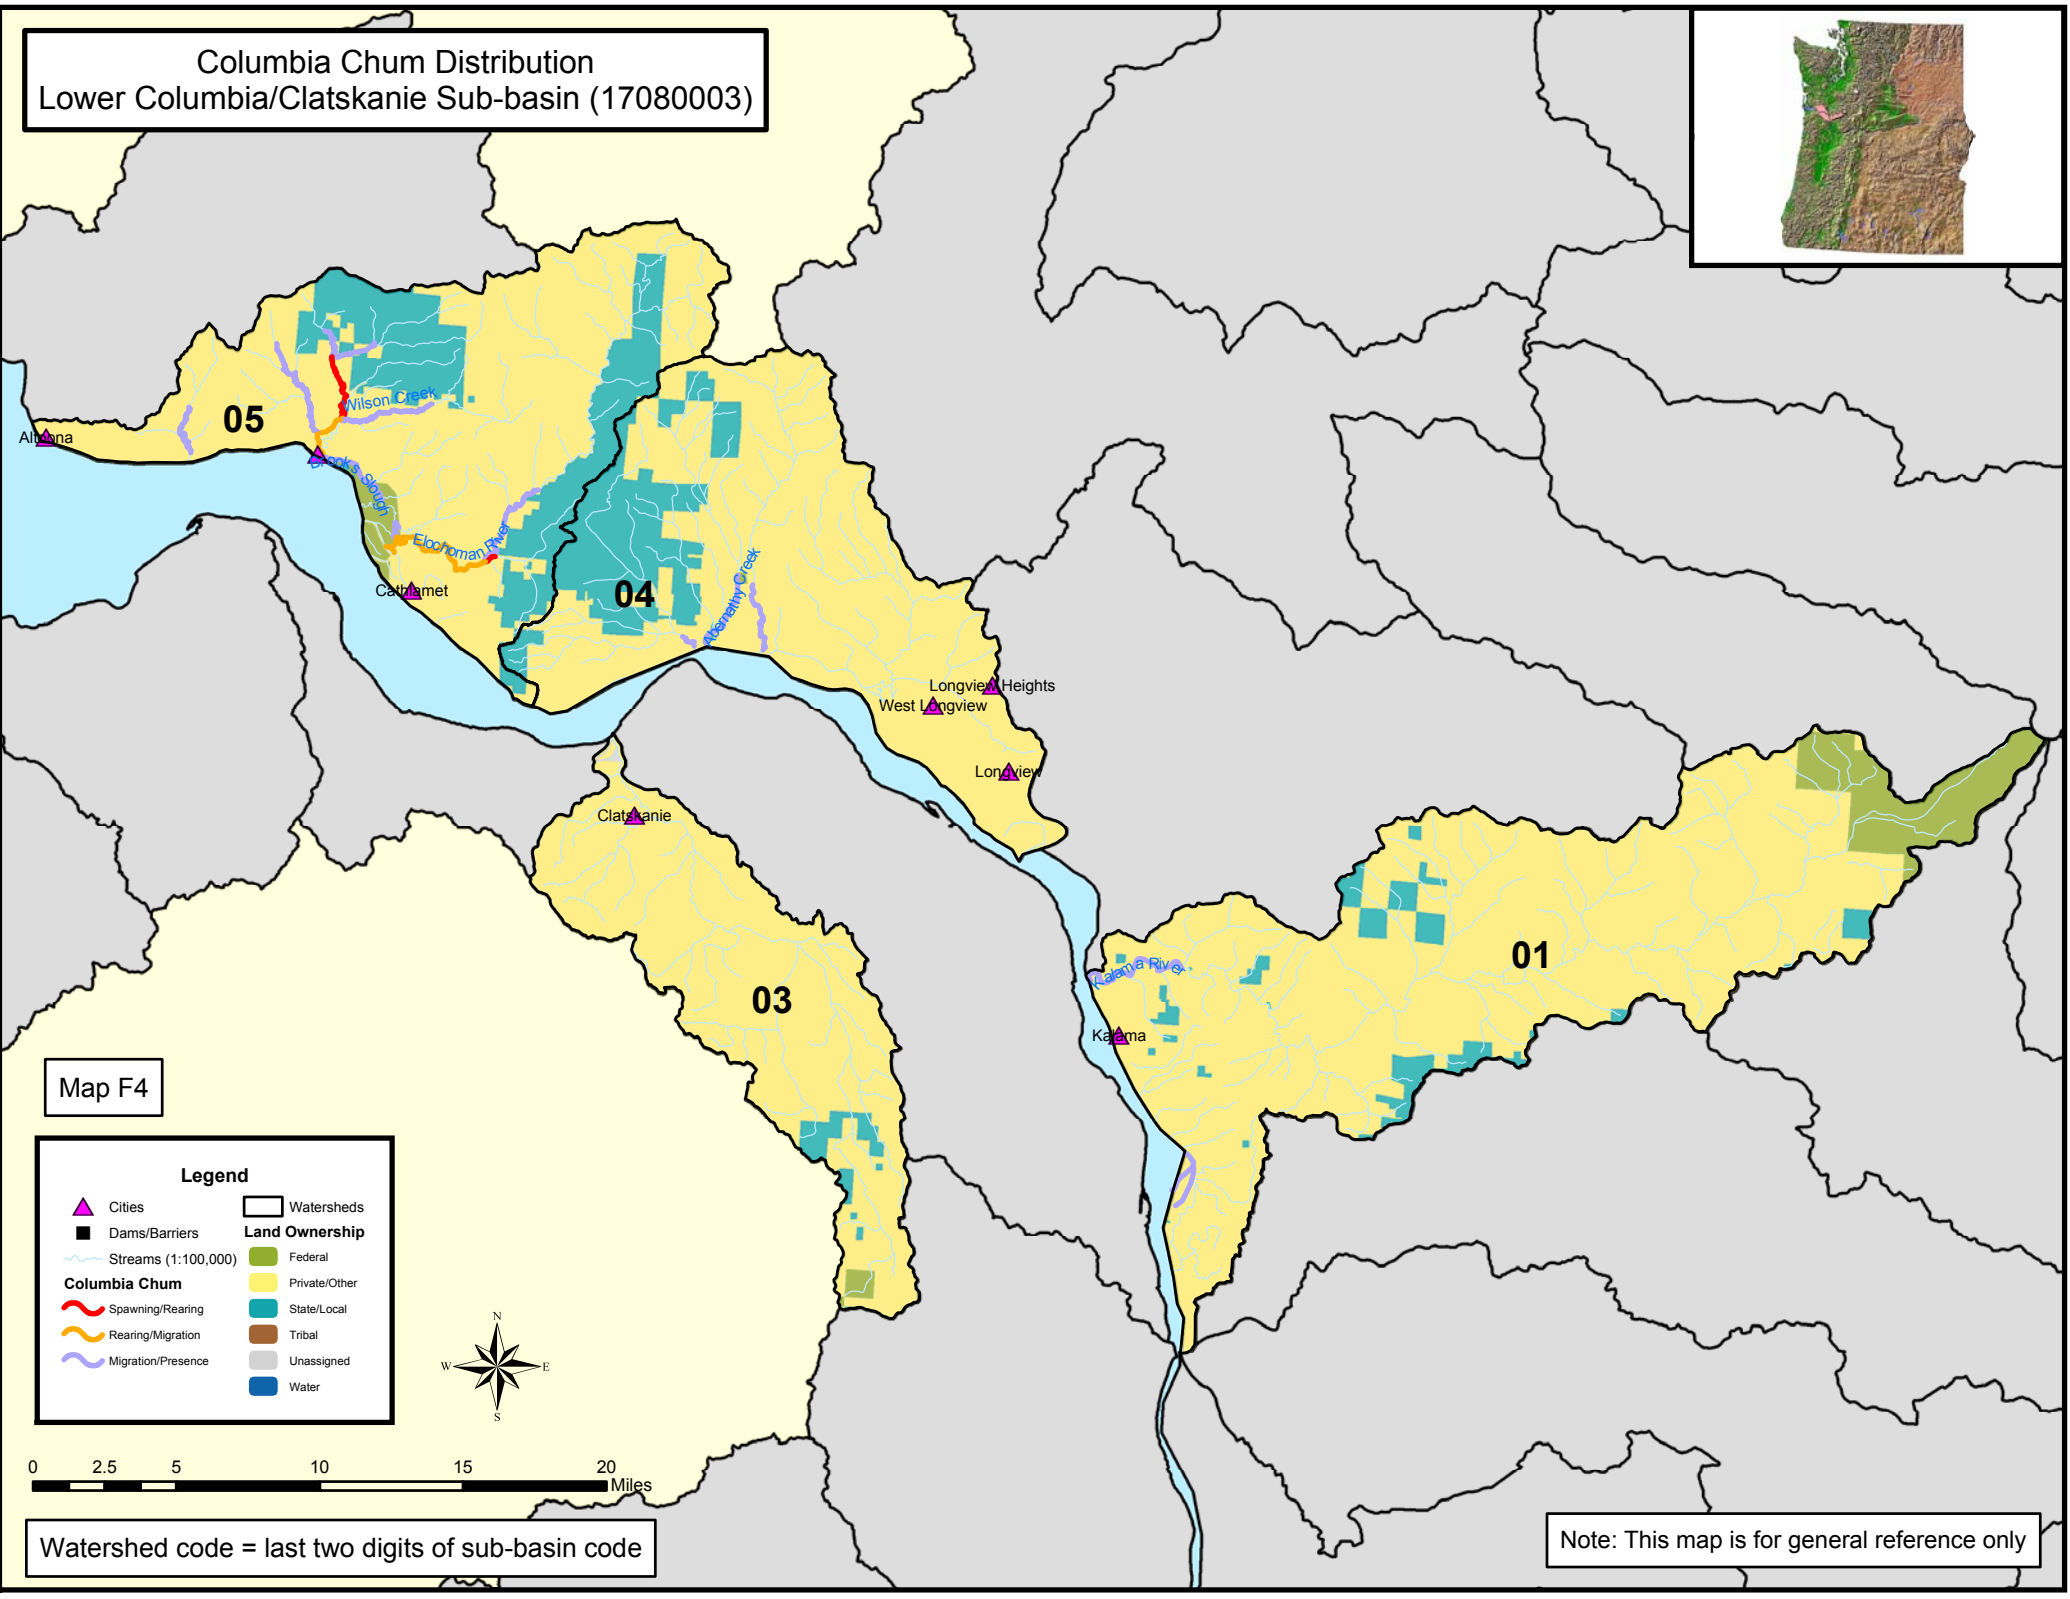 Columbia Chum Distribution
Lower Columbia/Clatskanie Sub-basin (17080003)
05
Wilson Creek
Altoona
Brooks Slough
Elochoman River
Cathlamet
04
Abernathy Creek
Longview Heights
West Longview
Longview
Clatskanie
01
Kalama River
03
Kalama
Map F4
Legend
Cities
Dams/Barriers
Streams (1:100,000)
Columbia Chum
Spawning/Rearing
Rearing/Migration
Migration/Presence
Watersheds
Land Ownership
Federal
Private/Other
State/Local
Tribal
Unassigned
Water
N
W E
S
0 2.5 5 10 15 20
Miles
Watershed code = last two digits of sub-basin code
Note: This map is for general reference only